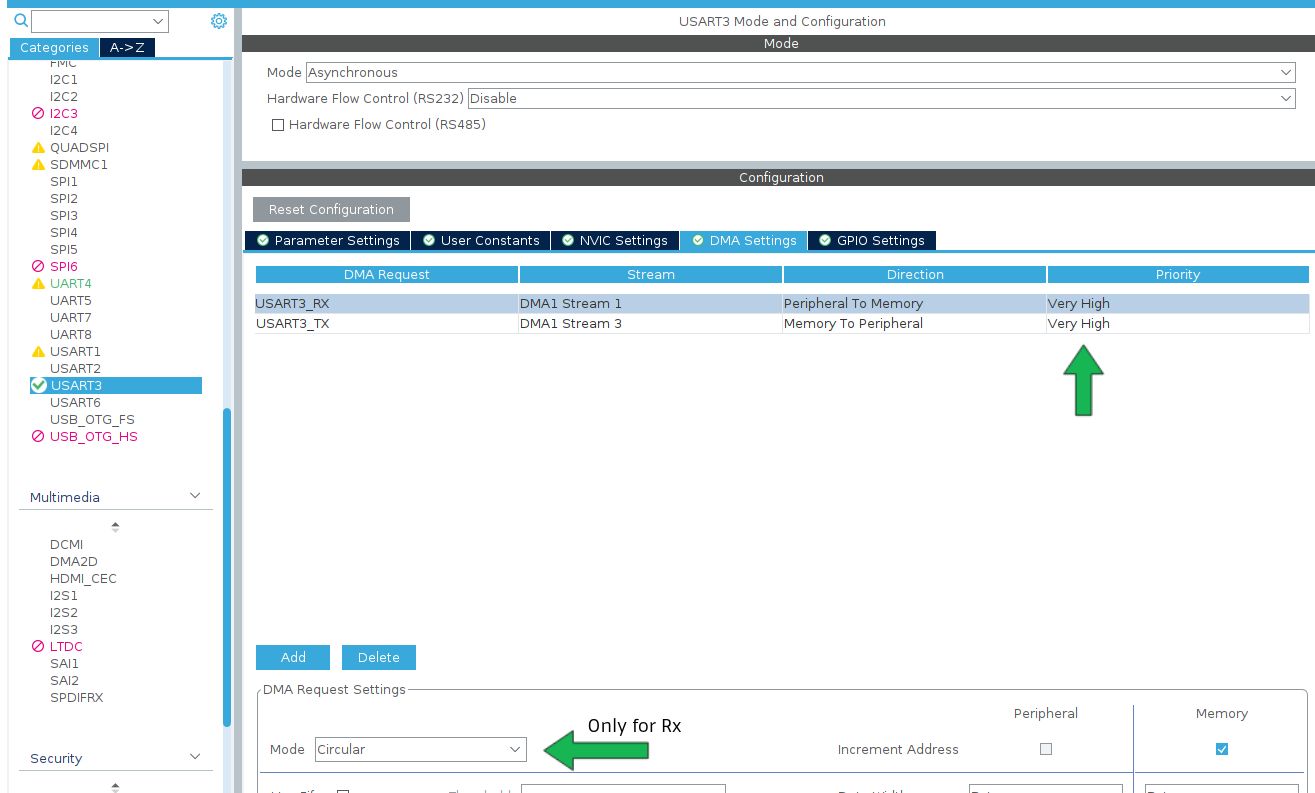 USART3 Mode and Configuration
Categories
A->Z
Mode
FMC
I2C1
I2C2
I2C3
I2C4
QUADSPI
SDMMC1
SPI1
SPI2
SPI3
SPI4
SPI5
SPI6
UART4
UART5
UART7
UART8
USART1
USART2
USART3
USART6
USB_OTG_FS
USB_OTG_HS
Multimedia
DCMI
DMA2D
HDMI_CEC
I2S1
I2S2
I2S3
LTDC
SAI1
SAI2
SPDIFRX
Security
Mode Asynchronous
Hardware Flow Control (RS232) Disable
Hardware Flow Control (RS485)
Configuration
Reset Configuration
Parameter Settings
User Constants
NVIC Settings
DMA Settings
GPIO Settings
DMA Request Stream Direction Priority
USART3_RX DMA1 Stream 1 Peripheral To Memory Very High
USART3_TX DMA1 Stream 3 Memory To Peripheral Very High
Add
Delete
DMA Request Settings
Peripheral Memory
Only for Rx
Mode Circular
Increment Address